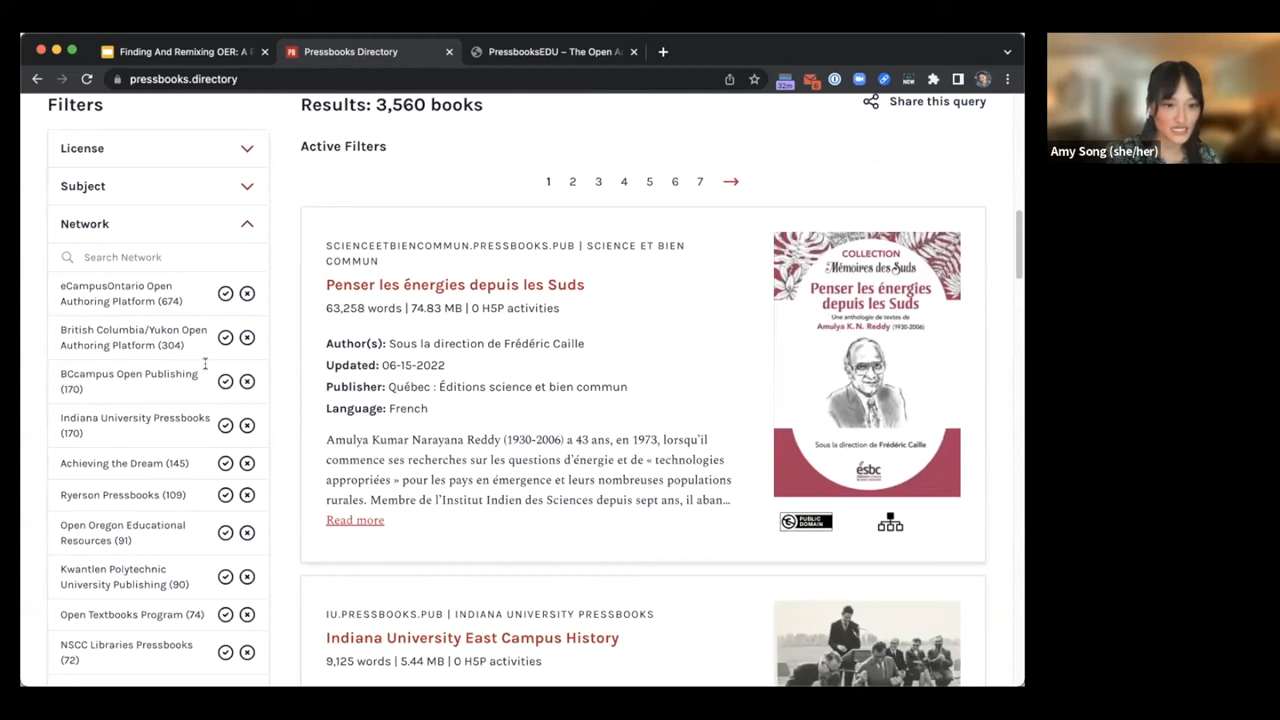 Finding And Remixing OER: A F
Pressbooks Directory
PressbooksEDU – The Open A
pressbooks.directory
32m
6
NEW
Filters
Results: 3,560 books
Share this query
License
Active Filters
Subject
1 2 3 4 5 6 7
Network
Search Network
eCampusOntario Open
Authoring Platform (674)
British Columbia/Yukon Open
Authoring Platform (304)
BCcampus Open Publishing
(170)
Indiana University Pressbooks
(170)
Achieving the Dream (145)
Ryerson Pressbooks (109)
Open Oregon Educational
Resources (91)
Kwantlen Polytechnic
University Publishing (90)
Open Textbooks Program (74)
NSCC Libraries Pressbooks
(72)
SCIENCEETBIENCOMMUN.PRESSBOOKS.PUB | SCIENCE ET BIEN
COMMUN
Penser les énergies depuis les Suds
63,258 words | 74.83 MB | 0 H5P activities
Author(s): Sous la direction de Frédéric Caille
Updated: 06-15-2022
Publisher: Québec : Éditions science et bien commun
Language: French
Amulya Kumar Narayana Reddy (1930-2006) a 43 ans, en 1973, lorsqu'il
commence ses recherches sur les questions d'énergie et de « technologies
appropriées » pour les pays en émergence et leurs nombreuses populations
rurales. Membre de l'Institut Indien des Sciences depuis sept ans, il aban...
Read more
COLLECTION
Mémoires des Suds
Penser les énergies
depuis les Suds
Une anthologie de textes de
Amulya K. N. Reddy (1930-2006)
Sous la direction de Frédéric Caille
ésbc
PUBLIC
DOMAIN
IU.PRESSBOOKS.PUB | INDIANA UNIVERSITY PRESSBOOKS
Indiana University East Campus History
9,125 words | 5.44 MB | 0 H5P activities
Amy Song (she/her)